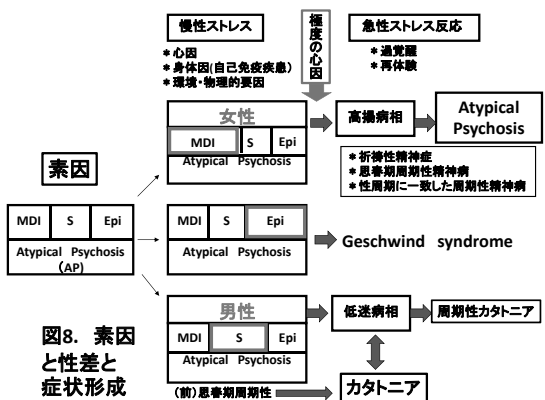 慢性ストレス
＊心因
＊身体因(自己免疫疾患)
＊環境・物理的要因
極度の心因
急性ストレス反応
＊過覚醒
＊再体験
女性
MDI S Epi
Atypical Psychosis
高揚病相
Atypical
Psychosis
＊祈祷性精神症
＊思春期周期性精神病
＊性周期に一致した周期性精神病
素因
MDI S Epi
Atypical Psychosis
(AP)
MDI S Epi
Atypical Psychosis
Geschwind syndrome
男性
MDI S Epi
Atypical Psychosis
低迷病相
周期性カタトニア
(前)思春期周期性
カタトニア
図8. 素因
と性差と
症状形成